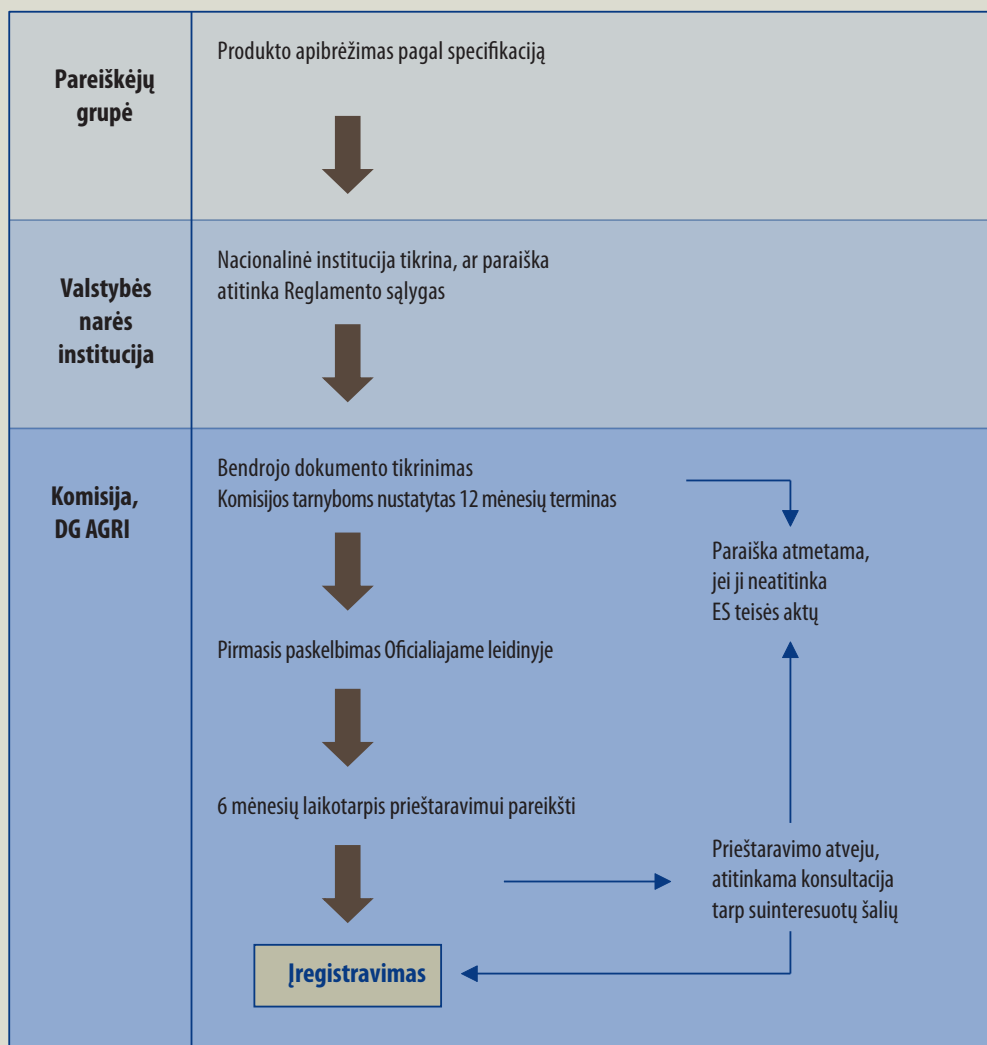 Pareiškėjų
grupė
Produkto apibrėžimas pagal specifikaciją
Valstybės
narės
institucija
Nacionalinė institucija tikrina, ar paraiška
atitinka Reglamento sąlygas
Komisija,
DG AGRI
Bendrojo dokumento tikrinimas
Komisijos tarnyboms nustatytas 12 mėnesių terminas
Paraiška atmetama,
jei ji neatitinka
ES teisės aktų
Pirmasis paskelbimas Oficialiajame leidinyje
6 mėnesių laikotarpis prieštaravimui pareikšti
Prieštaravimo atveju,
atitinkama konsultacija
tarp suinteresuotų šalių
Įregistravimas